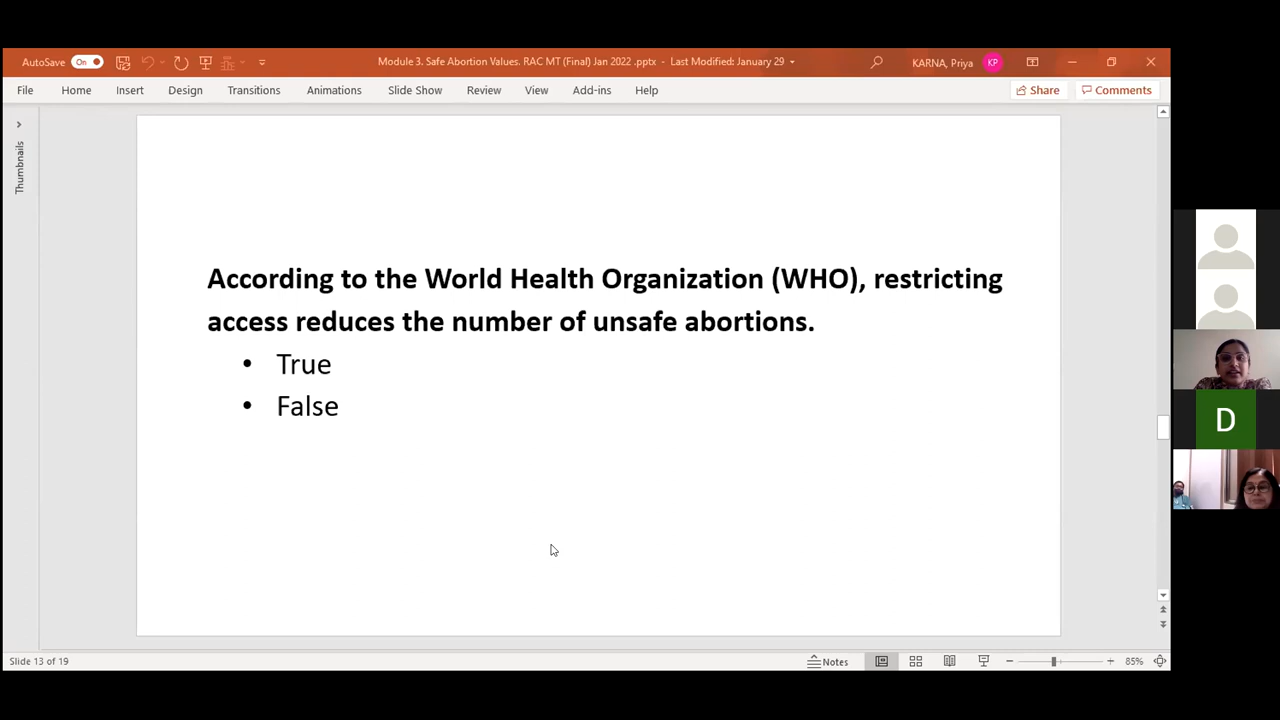 AutoSave On Module 3. Safe Abortion Values. RAC MT (Final) Jan 2022 .pptx - Last Modified: January 29 KARNA, Priya KP
File Home Insert Design Transitions Animations Slide Show Review View Add-ins Help Share Comments
Thumbnails
According to the World Health Organization (WHO), restricting
access reduces the number of unsafe abortions.
• True
• False
D
Slide 13 of 19 Notes 85%